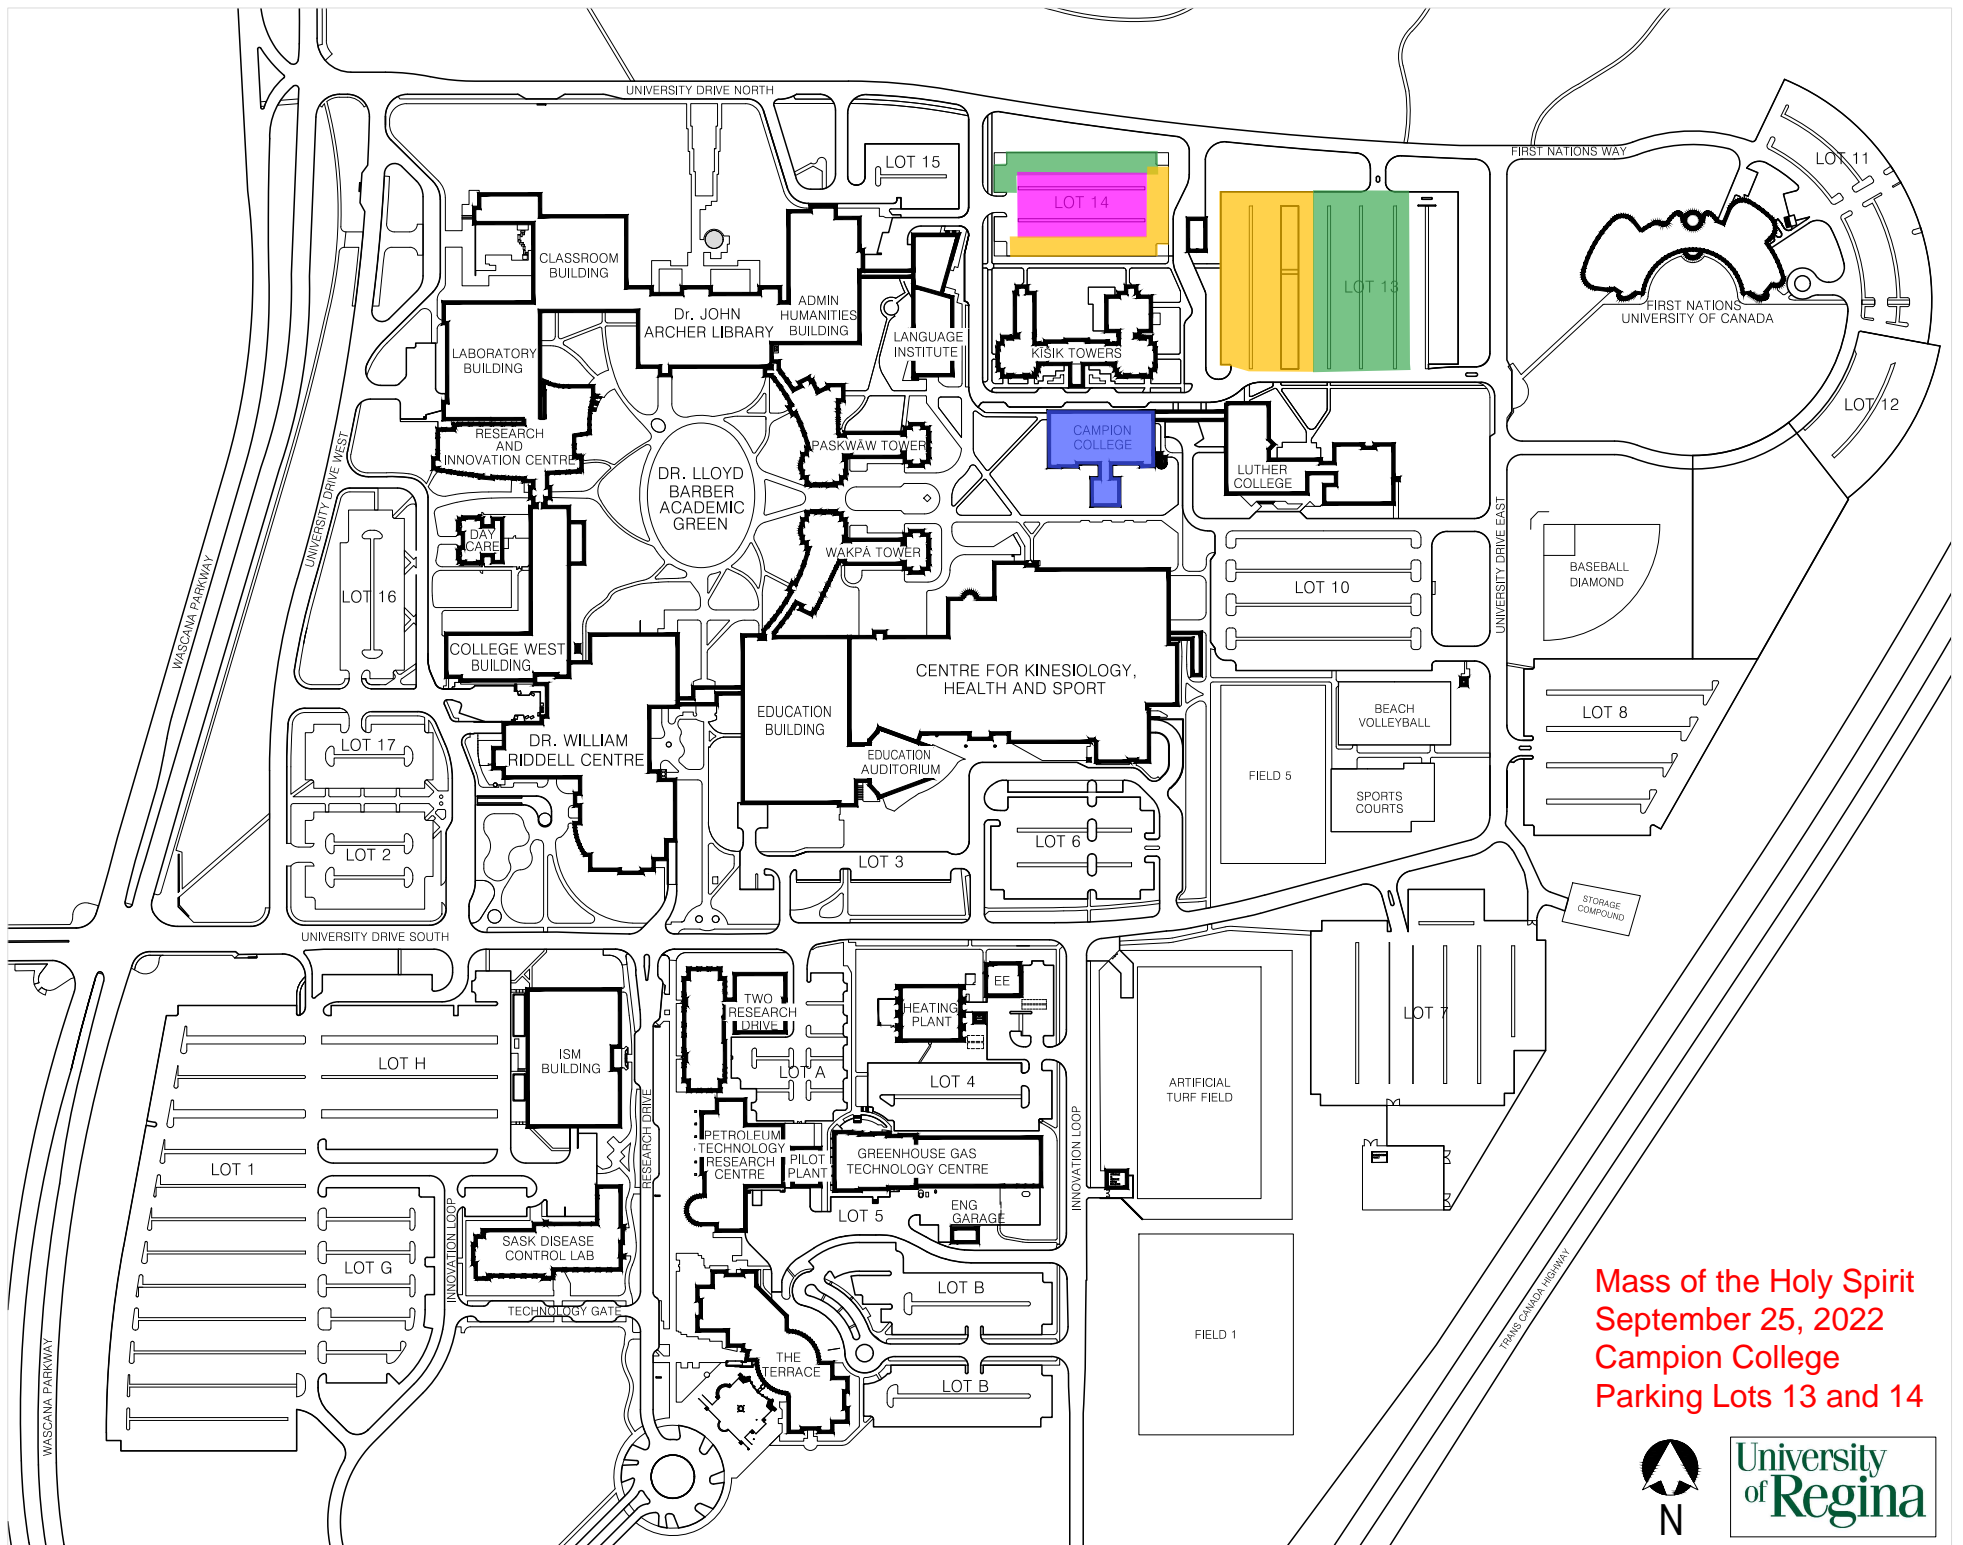 UNIVERSITY DRIVE NORTH
FIRST NATIONS WAY
LOT 15
LOT 11
LOT 14
CLASSROOM
BUILDING
LOT 13
ADMIN
HUMANITIES
BUILDING
Dr. JOHN
ARCHER LIBRARY
FIRST NATIONS
UNIVERSITY OF CANADA
LANGUAGE
INSTITUTE
KĪSIK TOWERS
LABORATORY
BUILDING
LOT 12
RESEARCH
AND
INNOVATION CENTRE
PASKWĀW TOWER
CAMPION
COLLEGE
LUTHER
COLLEGE
DR. LLOYD
BARBER
ACADEMIC
GREEN
UNIVERSITY DRIVE WEST
UNIVERSITY DRIVE EAST
DAY
CARE
WAKPĀ TOWER
BASEBALL
DIAMOND
WASCANA PARKWAY
LOT 16
LOT 10
COLLEGE WEST
BUILDING
CENTRE FOR KINESIOLOGY,
HEALTH AND SPORT
EDUCATION
BUILDING
BEACH
VOLLEYBALL
LOT 8
LOT 17
DR. WILLIAM
RIDDELL CENTRE
EDUCATION
AUDITORIUM
FIELD 5
SPORTS
COURTS
LOT 2
LOT 3
LOT 6
STORAGE
COMPOUND
UNIVERSITY DRIVE SOUTH
TWO
RESEARCH
DRIVE
EE
HEATING
PLANT
LOT 7
LOT H
ISM
BUILDING
LOT A
LOT 4
ARTIFICIAL
TURF FIELD
RESEARCH DRIVE
INNOVATION LOOP
PETROLEUM
TECHNOLOGY
RESEARCH
CENTRE
PILOT
PLANT
GREENHOUSE GAS
TECHNOLOGY CENTRE
LOT 1
LOT 5
ENG
GARAGE
INNOVATION LOOP
SASK DISEASE
CONTROL LAB
LOT G
LOT B
TECHNOLOGY GATE
TRANS CANADA HIGHWAY
FIELD 1
THE
TERRACE
LOT B
WASCANA PARKWAY
Mass of the Holy Spirit
September 25, 2022
Campion College
Parking Lots 13 and 14
N
University
of Regina